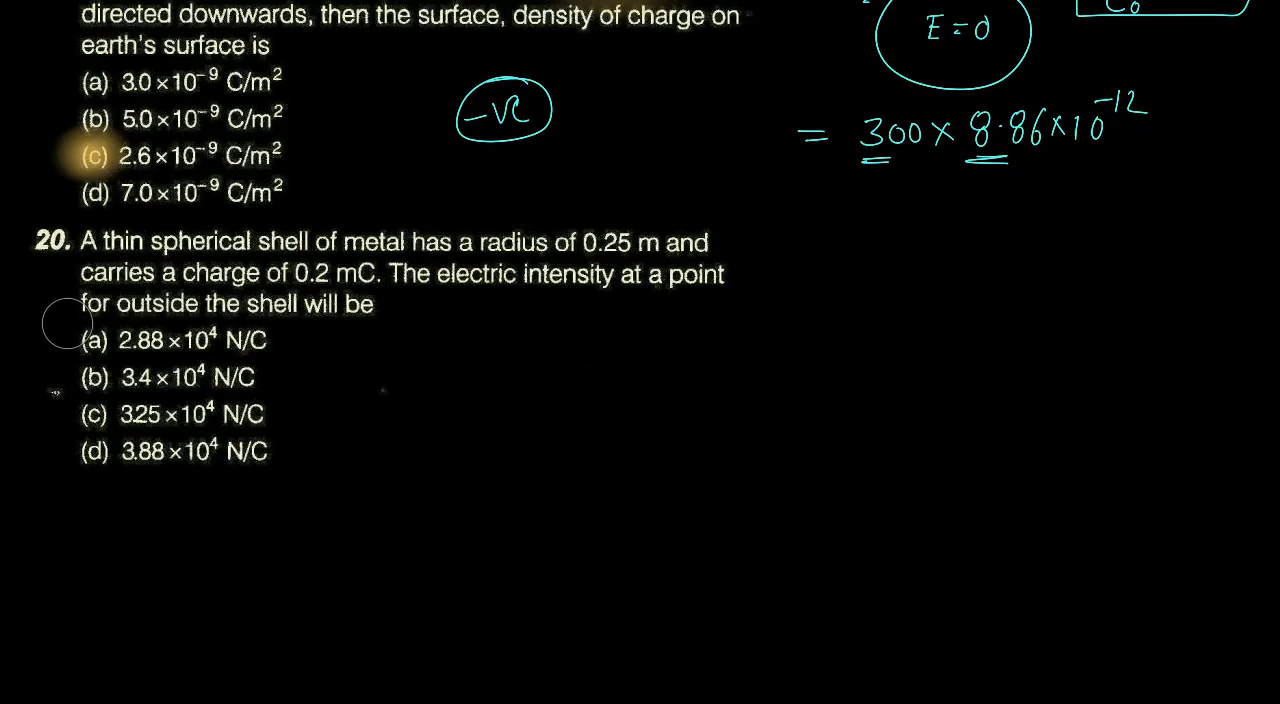 directed downwards, then the surface, density of charge on
earth's surface is
E = 0
(a) 3.0 × 10⁻⁹ C/m²
(b) 5.0 × 10⁻⁹ C/m²
(c) 2.6 × 10⁻⁹ C/m²
(d) 7.0 × 10⁻⁹ C/m²
-ve
= 300 × 8.86 × 10⁻¹²
20. A thin spherical shell of metal has a radius of 0.25 m and
carries a charge of 0.2 mC. The electric intensity at a point
for outside the shell will be
(a) 2.88 × 10⁴ N/C
(b) 3.4 × 10⁴ N/C
(c) 3.25 × 10⁴ N/C
(d) 3.88 × 10⁴ N/C